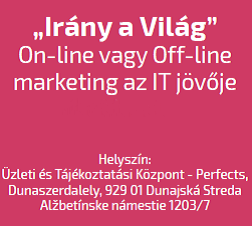 „Irány a Világ”
On-line vagy Off-line
marketing az IT jövője
Helyszín:
Üzleti és Tájékoztatási Központ - Perfects,
Dunaszerdalely, 929 01 Dunajská Streda
Alžbetínske námestie 1203/7